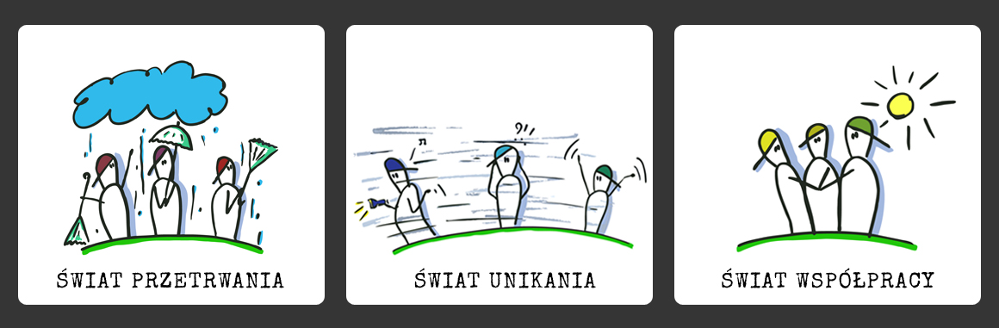 ŚWIAT PRZETRWANIA
ŚWIAT UNIKANIA
ŚWIAT WSPÓŁPRACY